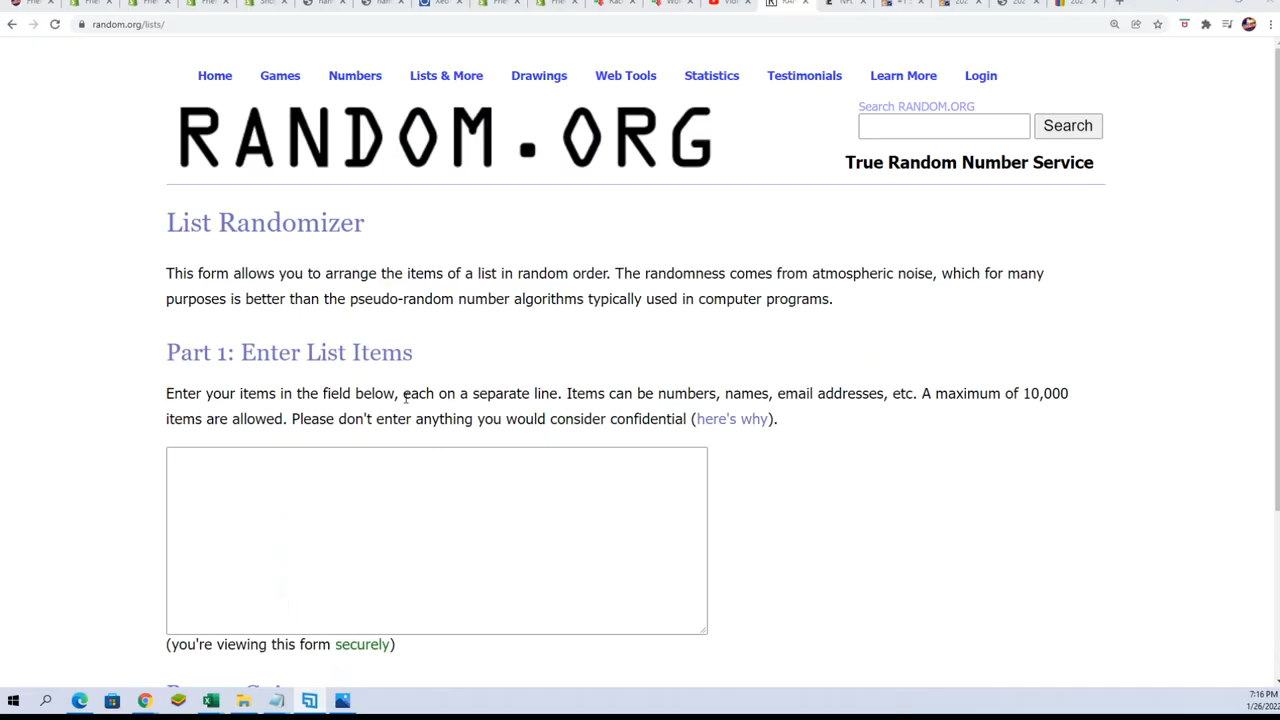 random.org/lists/
Home Games Numbers Lists & More Drawings Web Tools Statistics Testimonials Learn More Login
RANDOM.ORG
Search RANDOM.ORG
Search
True Random Number Service
List Randomizer
This form allows you to arrange the items of a list in random order. The randomness comes from atmospheric noise, which for many
purposes is better than the pseudo-random number algorithms typically used in computer programs.
Part 1: Enter List Items
Enter your items in the field below, each on a separate line. Items can be numbers, names, email addresses, etc. A maximum of 10,000
items are allowed. Please don't enter anything you would consider confidential (here's why).
(you're viewing this form securely)
7:16 PM
1/26/2022